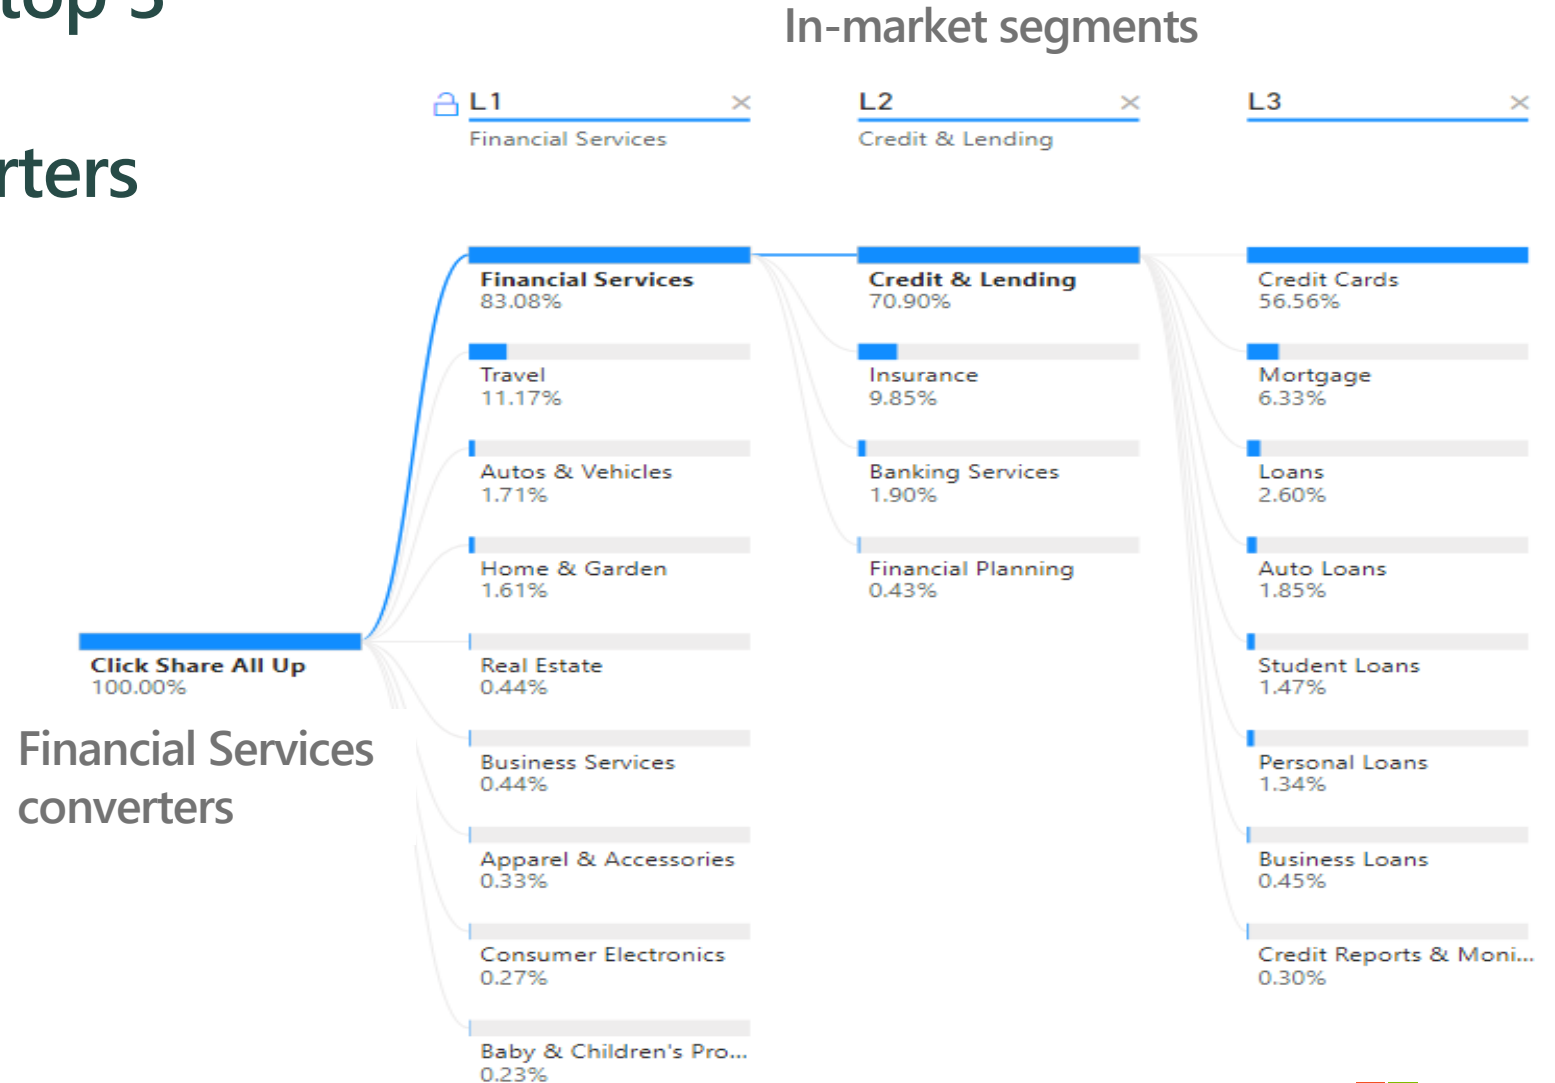 top 5
rters
In-market segments
L1
Financial Services
L2
Credit & Lending
L3
Financial Services
83.08%
Travel
11.17%
Autos & Vehicles
1.71%
Home & Garden
1.61%
Real Estate
0.44%
Business Services
0.44%
Apparel & Accessories
0.33%
Consumer Electronics
0.27%
Baby & Children's Pro...
0.23%
Credit & Lending
70.90%
Insurance
9.85%
Banking Services
1.90%
Financial Planning
0.43%
Credit Cards
56.56%
Mortgage
6.33%
Loans
2.60%
Auto Loans
1.85%
Student Loans
1.47%
Personal Loans
1.34%
Business Loans
0.45%
Credit Reports & Moni...
0.30%
Click Share All Up
100.00%
Financial Services
converters